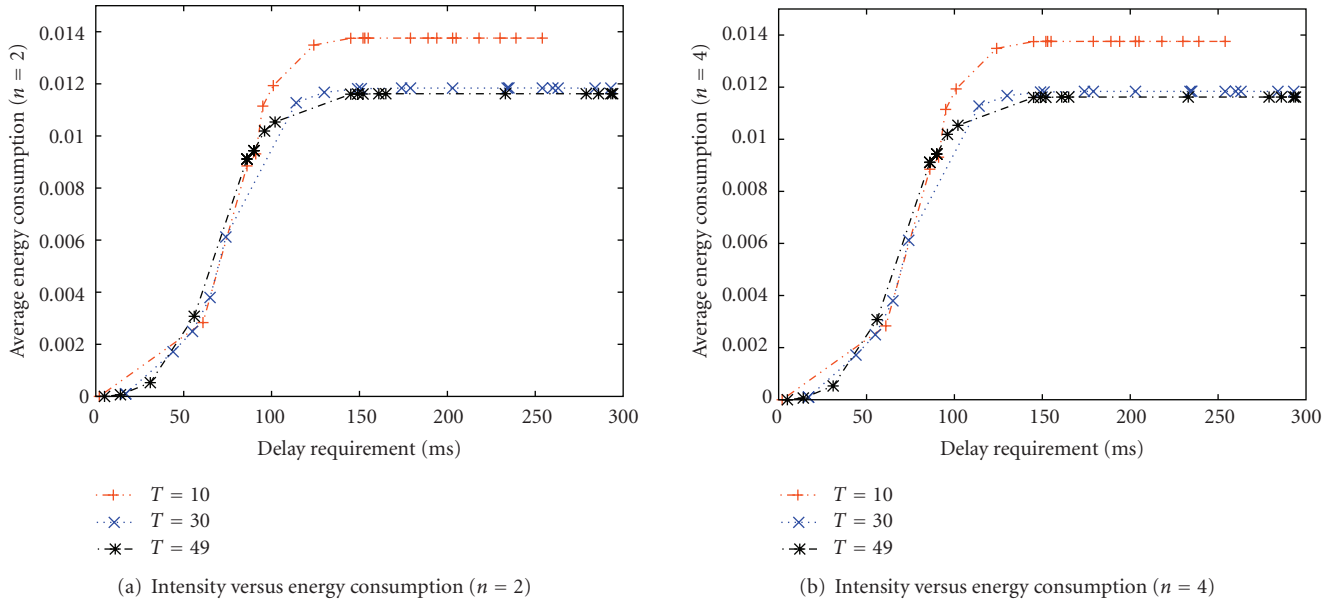 0.014
0.012
0.01
0.008
0.006
0.004
0.002
0
Average energy consumption (n = 2)
0 50 100 150 200 250 300
Delay requirement (ms)
T = 10
T = 30
T = 49
(a) Intensity versus energy consumption (n = 2)
0.014
0.012
0.01
0.008
0.006
0.004
0.002
0
Average energy consumption (n = 4)
0 50 100 150 200 250 300
Delay requirement (ms)
T = 10
T = 30
T = 49
(b) Intensity versus energy consumption (n = 4)